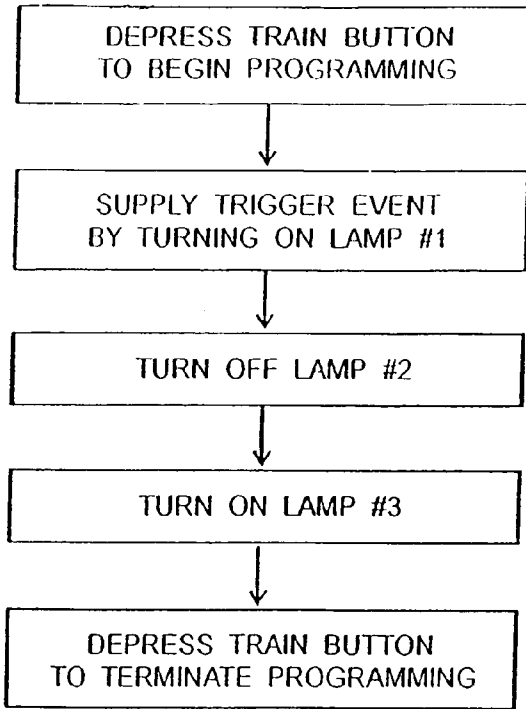 DEPRESS TRAIN BUTTON
TO BEGIN PROGRAMMING
SUPPLY TRIGGER EVENT
BY TURNING ON LAMP #1
TURN OFF LAMP #2
TURN ON LAMP #3
DEPRESS TRAIN BUTTON
TO TERMINATE PROGRAMMING